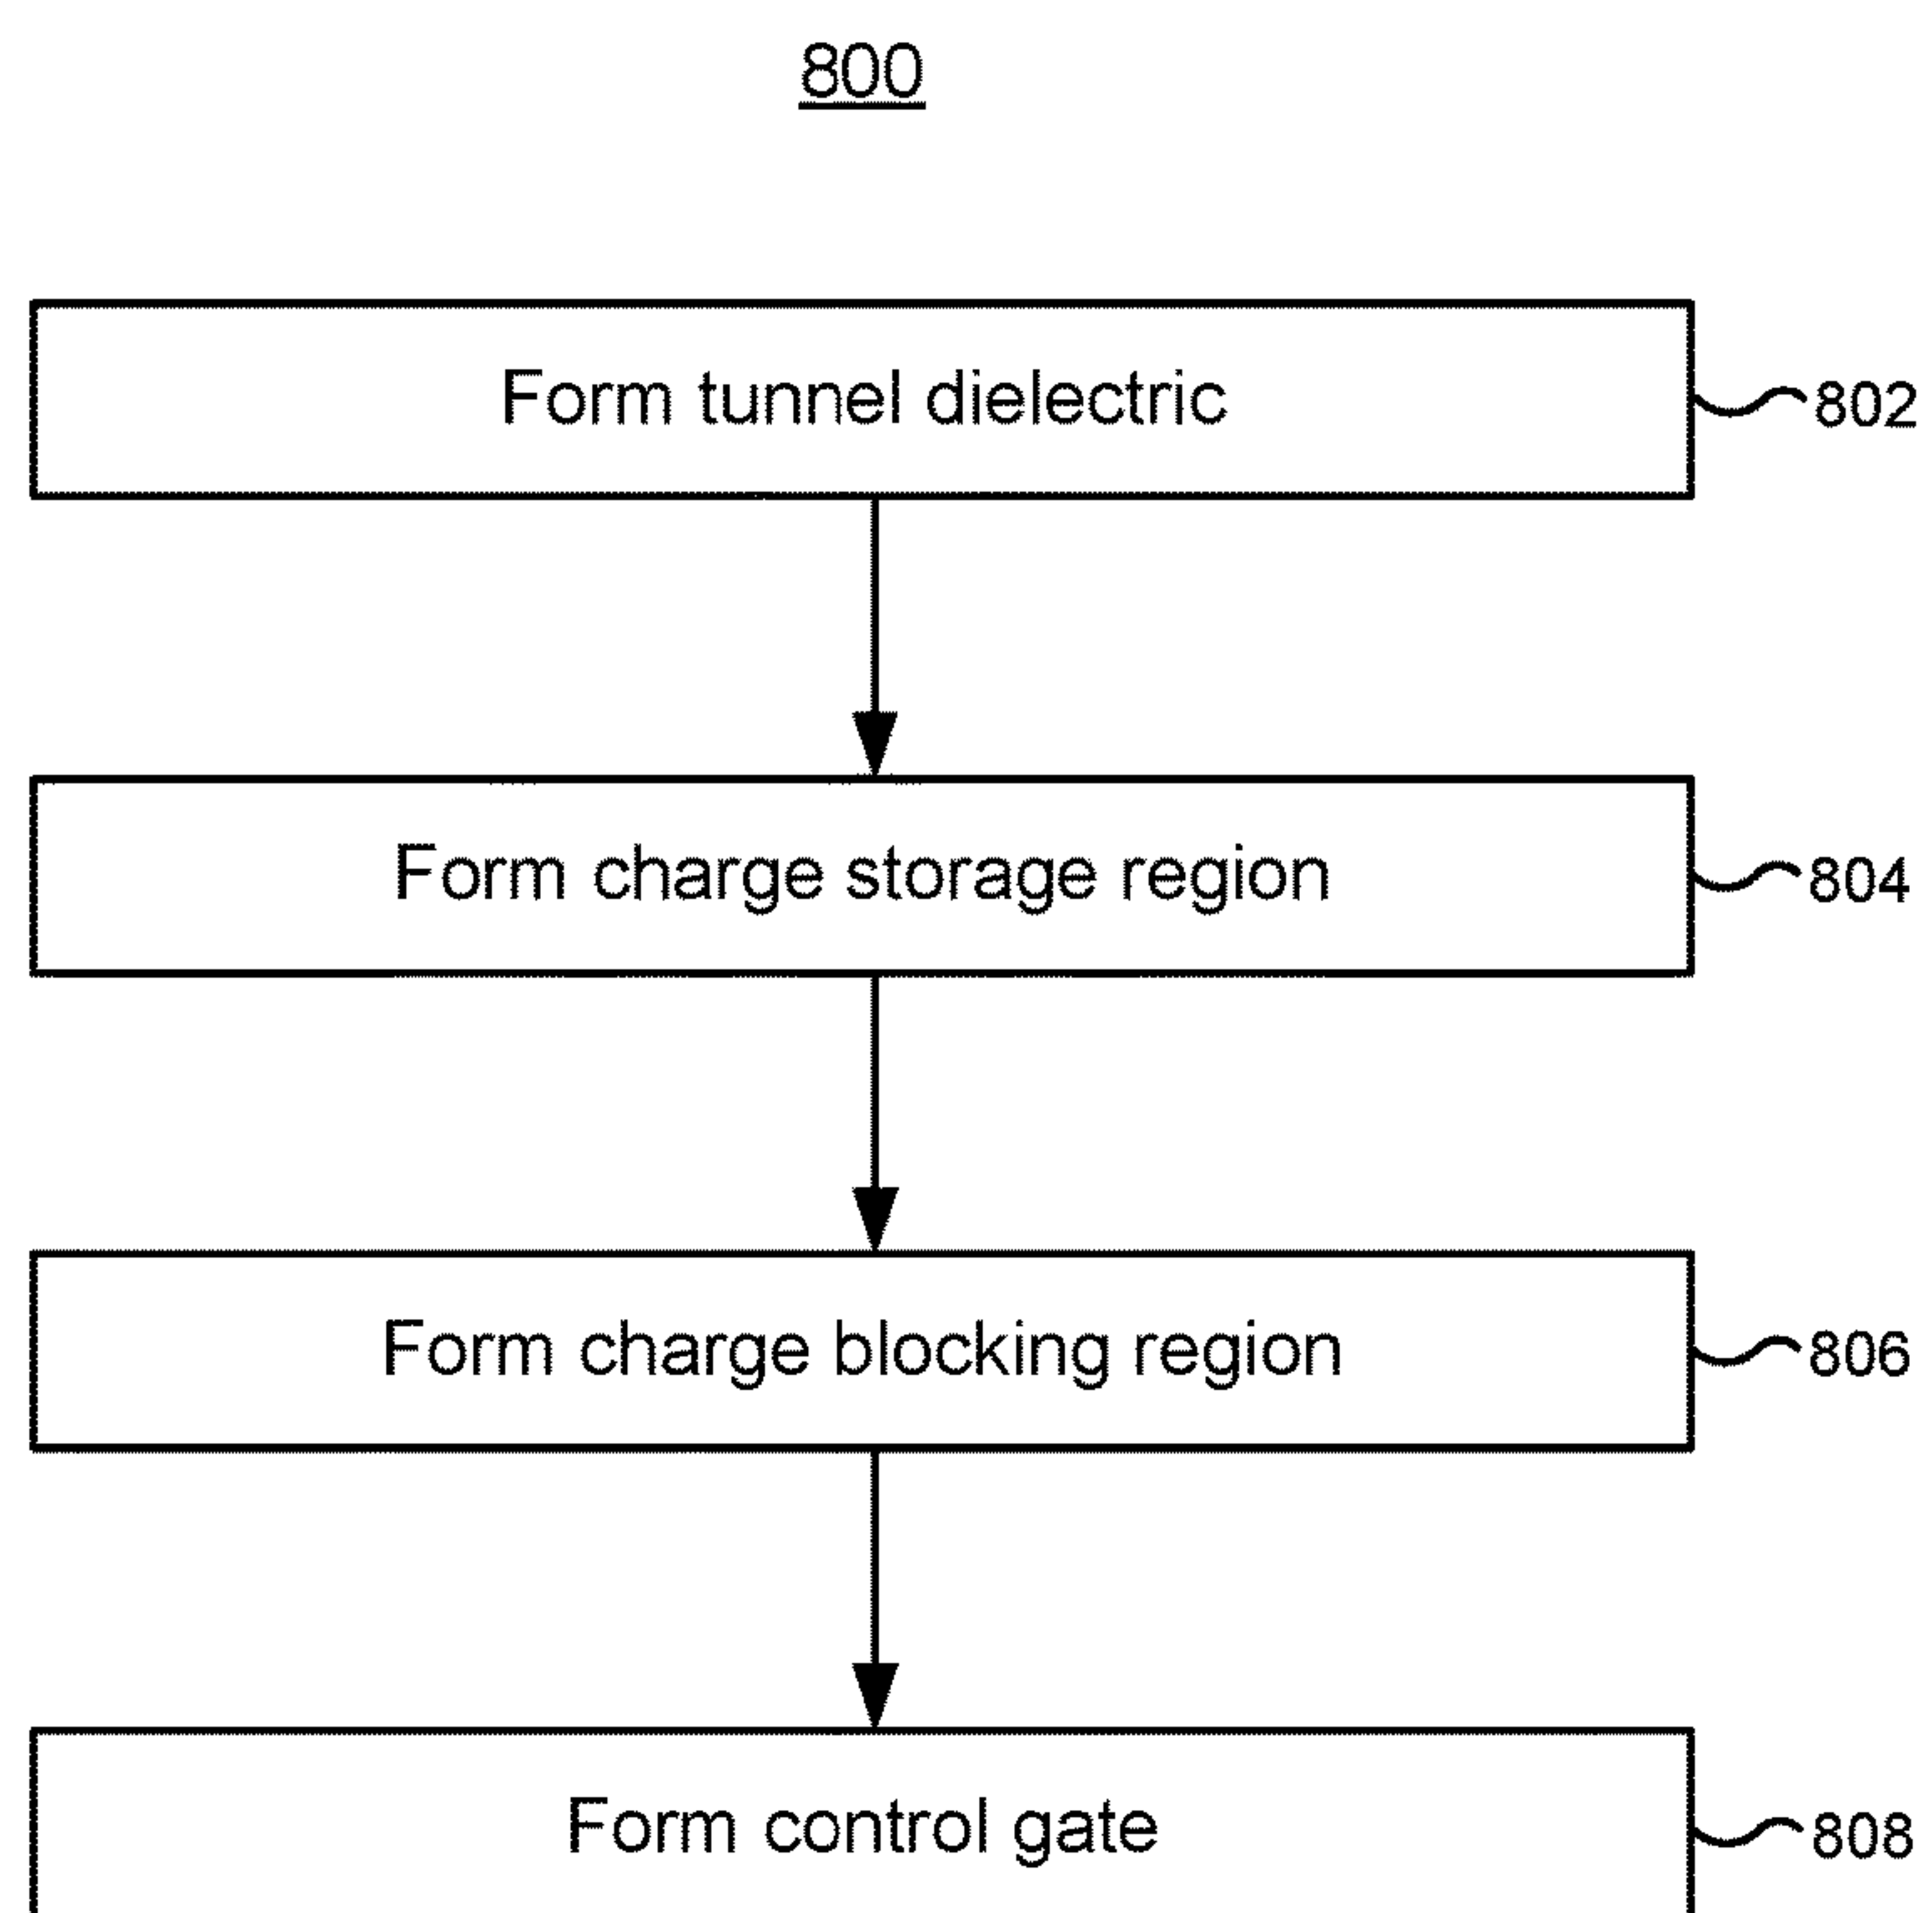 800
Form tunnel dielectric
802
Form charge storage region
804
Form charge blocking region
806
Form control gate
808